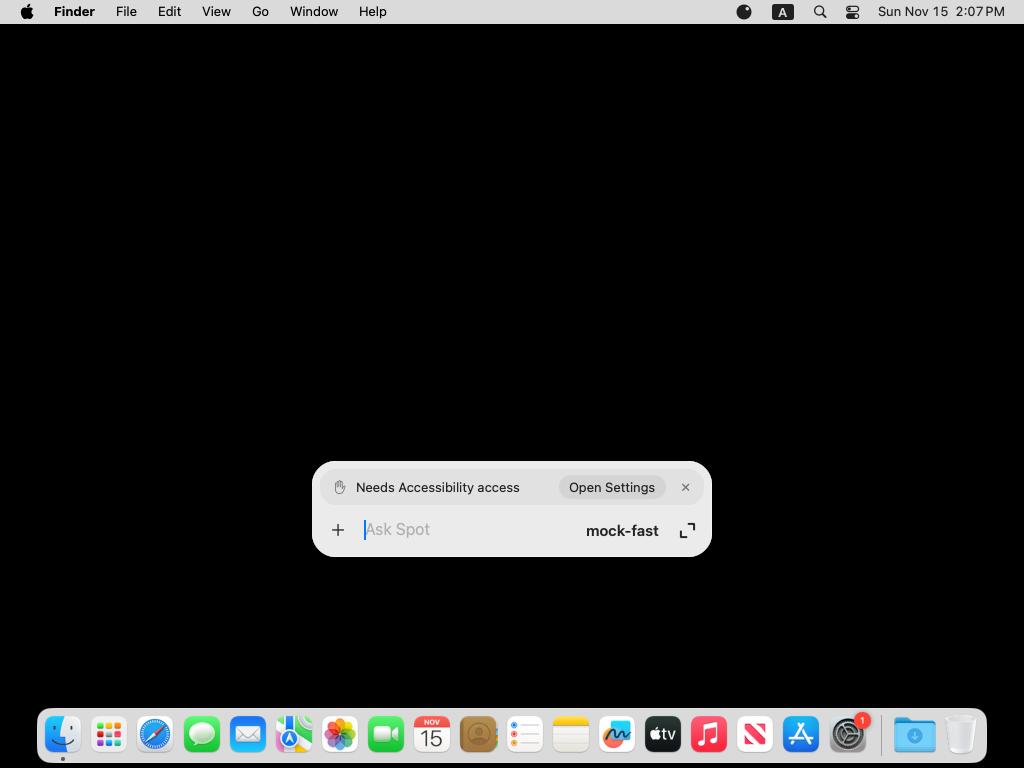 Finder File Edit View Go Window Help A Sun Nov 15 2:07 PM
Needs Accessibility access Open Settings ×
+ Ask Spot mock-fast
NOV
15
tv
1